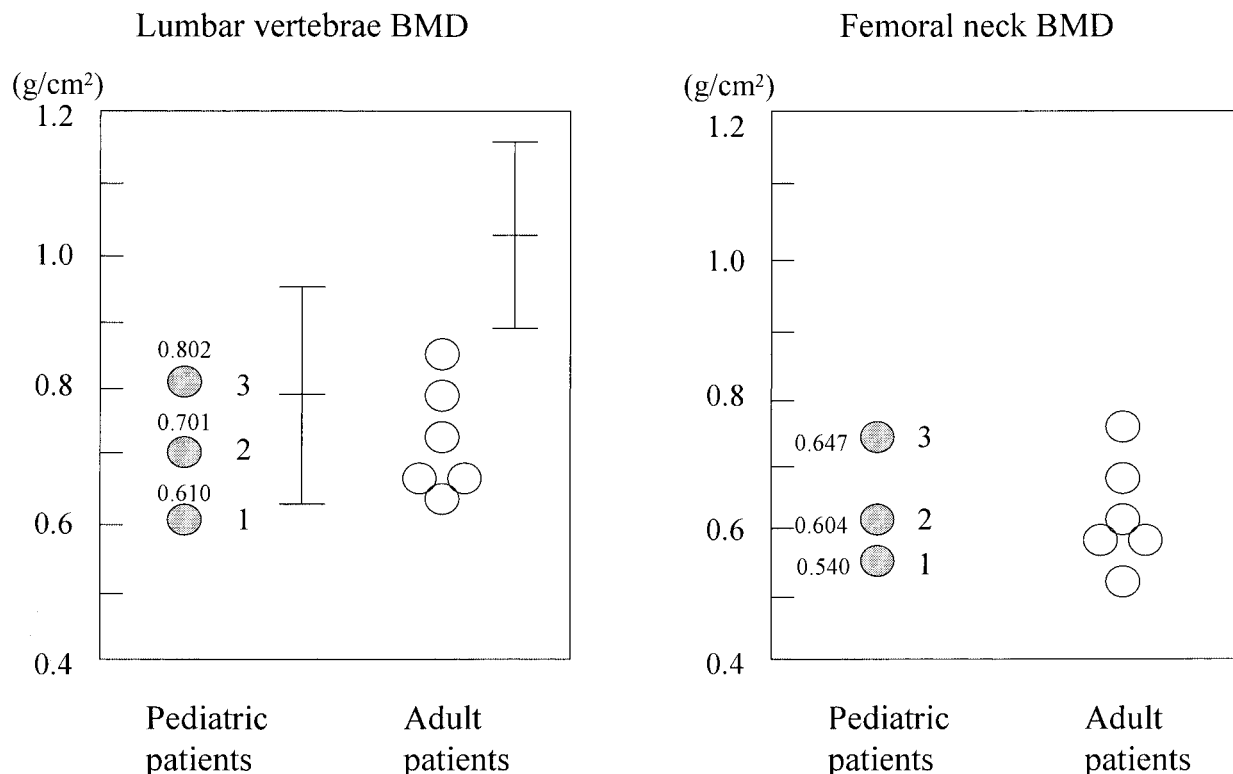 Lumbar vertebrae BMD
(g/cm²)
1.2
1.0
0.8
0.6
0.4
0.802
3
0.701
2
0.610
1
Pediatric
patients
Adult
patients
Femoral neck BMD
(g/cm²)
1.2
1.0
0.8
0.6
0.4
0.647
3
0.604
2
0.540
1
Pediatric
patients
Adult
patients